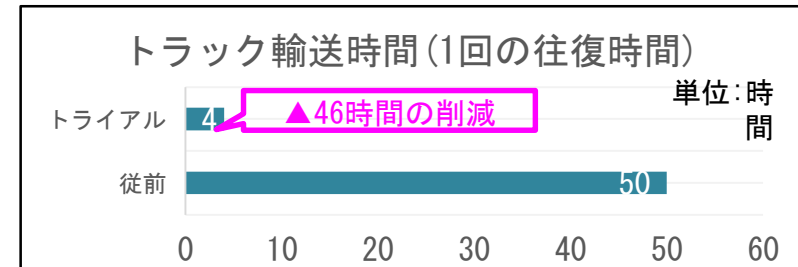 トラック輸送時間(1回の往復時間)
単位:時
間
トライアル 4 ▲46時間の削減
従前 50
0 10 20 30 40 50 60